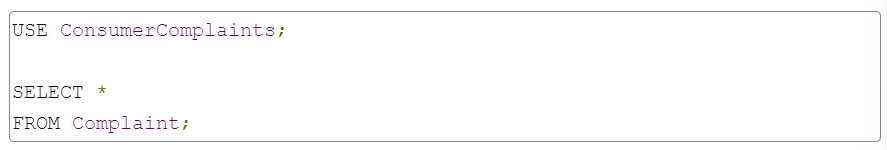 USE ConsumerComplaints;
SELECT *
FROM Complaint;